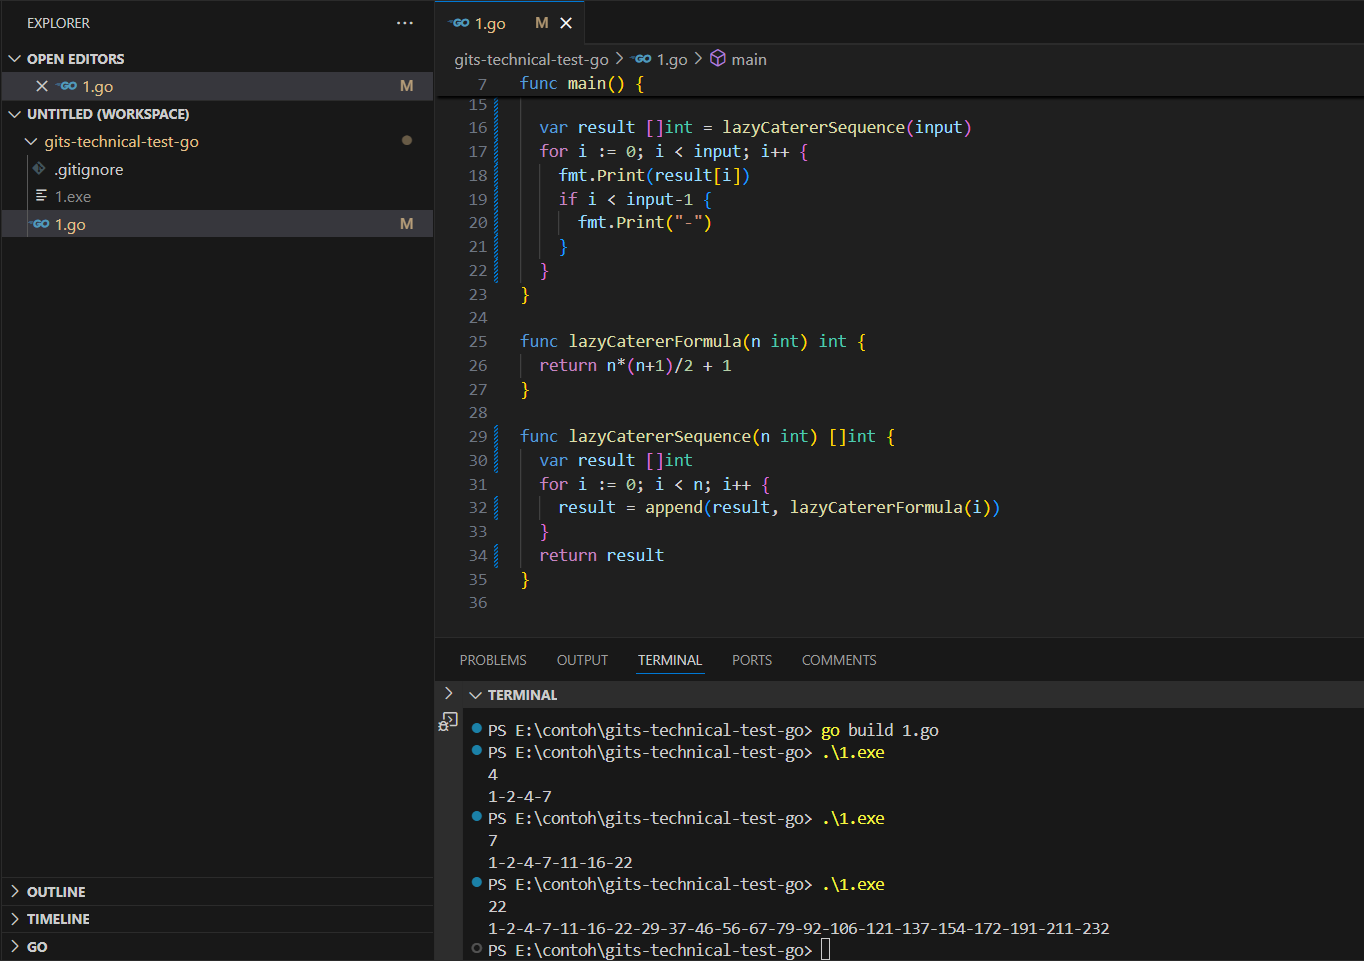 EXPLORER
···
OPEN EDITORS
GO 1.go M
UNTITLED (WORKSPACE)
gits-technical-test-go
.gitignore
1.exe
GO 1.go M
OUTLINE
TIMELINE
GO
GO 1.go M
gits-technical-test-go > GO 1.go > main
7 func main() {
15
16 var result []int = lazyCatererSequence(input)
17 for i := 0; i < input; i++ {
18 fmt.Print(result[i])
19 if i < input-1 {
20 fmt.Print("-")
21 }
22 }
23 }
24
25 func lazyCatererFormula(n int) int {
26 return n*(n+1)/2 + 1
27 }
28
29 func lazyCatererSequence(n int) []int {
30 var result []int
31 for i := 0; i < n; i++ {
32 result = append(result, lazyCatererFormula(i))
33 }
34 return result
35 }
36
PROBLEMS OUTPUT TERMINAL PORTS COMMENTS
TERMINAL
PS E:\contoh\gits-technical-test-go> go build 1.go
PS E:\contoh\gits-technical-test-go> .\1.exe
4
1-2-4-7
PS E:\contoh\gits-technical-test-go> .\1.exe
7
1-2-4-7-11-16-22
PS E:\contoh\gits-technical-test-go> .\1.exe
22
1-2-4-7-11-16-22-29-37-46-56-67-79-92-106-121-137-154-172-191-211-232
PS E:\contoh\gits-technical-test-go>